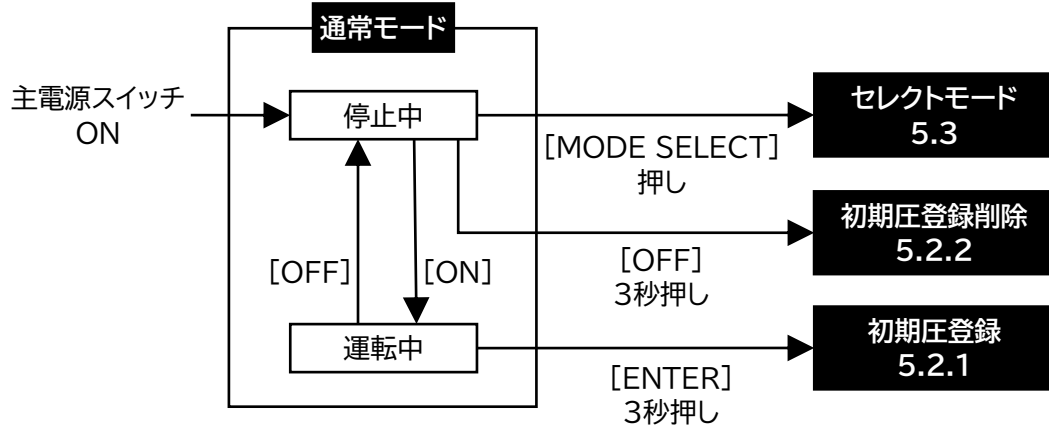 通常モード
主電源スイッチ
ON
停止中
[MODE SELECT]
押し
セレクトモード
5.3
初期圧登録削除
5.2.2
[OFF]
3秒押し
[OFF]
[ON]
運転中
[ENTER]
3秒押し
初期圧登録
5.2.1